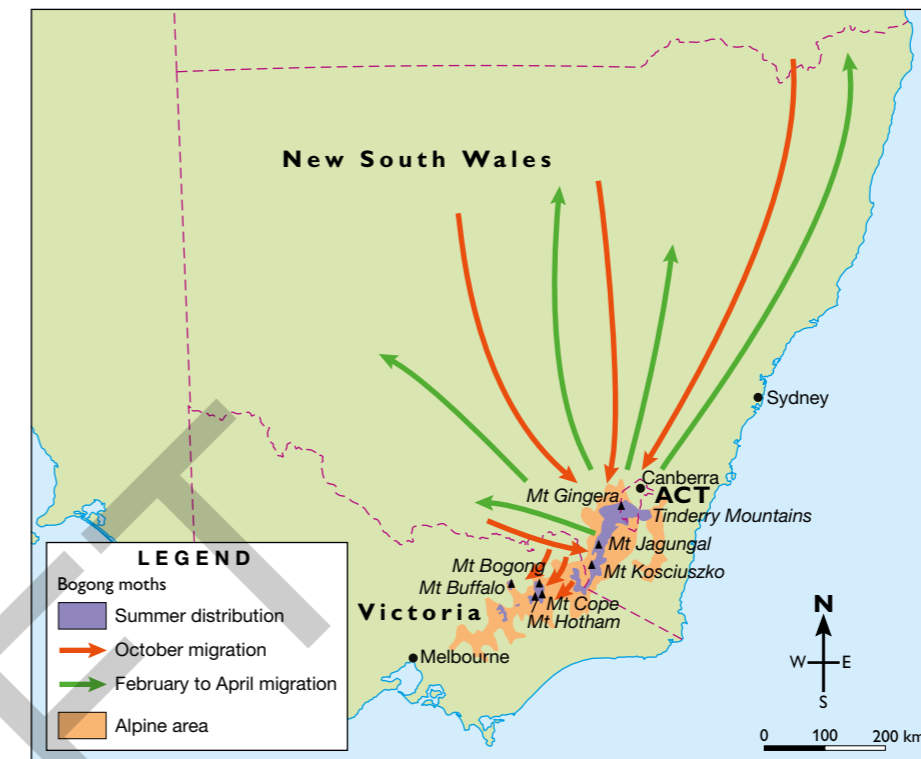 New South Wales
Sydney
Canberra
ACT
Mt Gingera
Tinderry Mountains
Mt Jagungal
Mt Kosciuszko
Mt Bogong
Mt Buffalo
Mt Cope
Mt Hotham
Victoria
Melbourne
LEGEND
Bogong moths
Summer distribution
October migration
February to April migration
Alpine area
N
W E
S
0 100 200 km